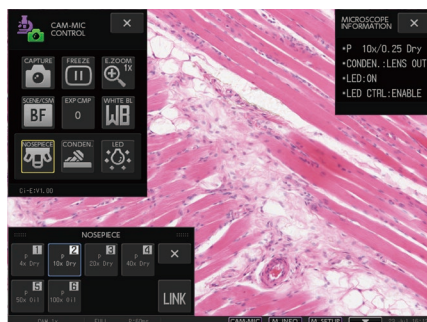 CAM-MIC
CONTROL
×
CAPTURE
FREEZE
E.ZOOM
1X
SCENE/CSM
BF
EXP CMP
0
WHITE BL
WB
NOSEPIECE
CONDEN.
LED
Ci-E:V1.00
MICROSCOPE
INFORMATION
×
•P 10x/0.25 Dry
•CONDEN.:LENS OUT
•LED:ON
•LED CTRL:ENABLE
NOSEPIECE
1
P
4x Dry
2
P
10x Dry
3
P
20x Dry
4
P
40x Dry
×
5
P
50x Oil
6
P
100x Oil
LINK
CAM-MIC
M.INFO
M.SETUP